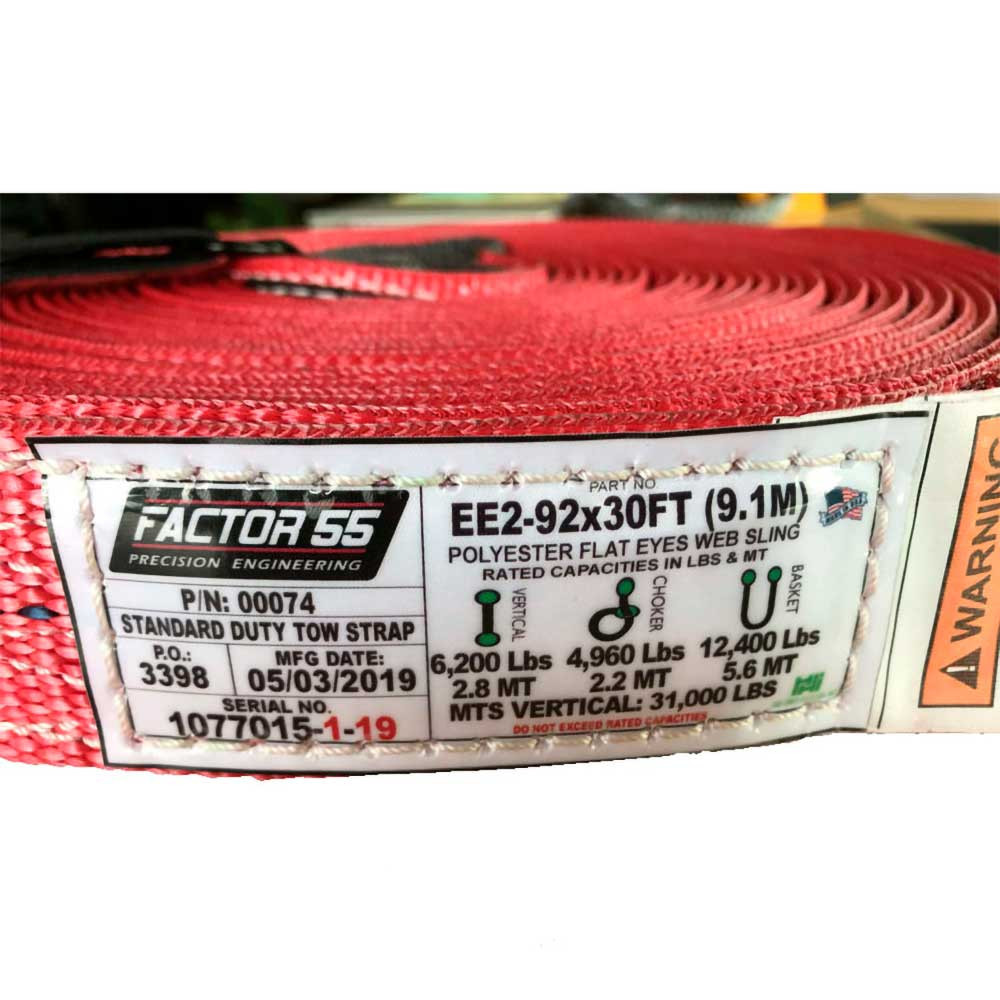 FACTOR 55
PRECISION ENGINEERING
P/N: 00074
STANDARD DUTY TOW STRAP
P.O.:
3398
MFG DATE:
05/03/2019
SERIAL NO.
1077015-1-19
PART NO
EE2-92x30FT (9.1M)
POLYESTER FLAT EYES WEB SLING
RATED CAPACITIES IN LBS & MT
VERTICAL
6,200 Lbs
2.8 MT
CHOKER
4,960 Lbs
2.2 MT
BASKET
12,400 Lbs
5.6 MT
MTS VERTICAL: 31,000 LBS
DO NOT EXCEED RATED CAPACITIES
WARNING